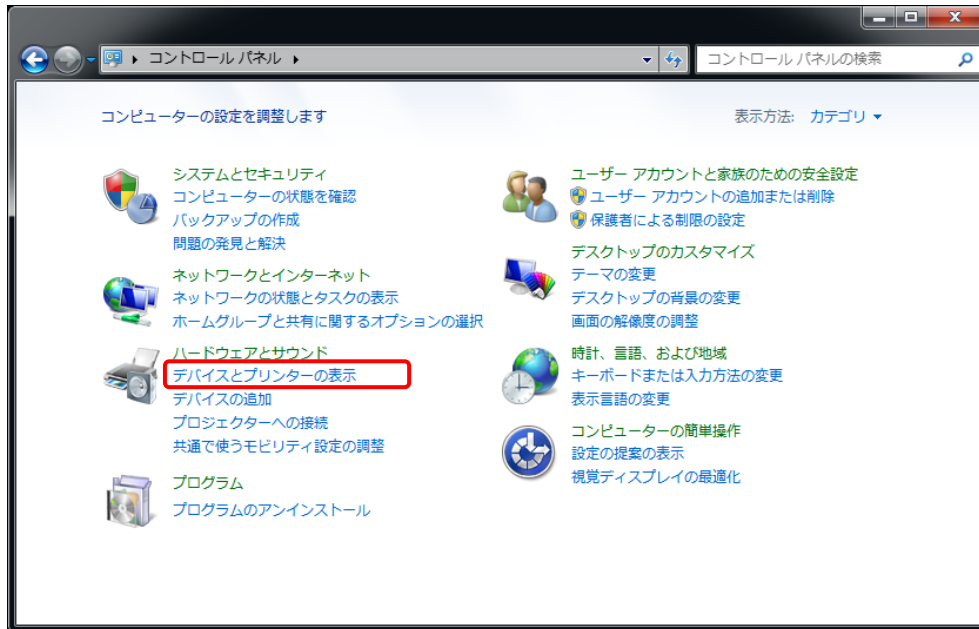 コントロール パネル
コントロール パネルの検索
コンピューターの設定を調整します
表示方法: カテゴリ
システムとセキュリティ
コンピューターの状態を確認
バックアップの作成
問題の発見と解決
ネットワークとインターネット
ネットワークの状態とタスクの表示
ホームグループと共有に関するオプションの選択
ハードウェアとサウンド
デバイスとプリンターの表示
デバイスの追加
プロジェクターへの接続
共通で使うモビリティ設定の調整
プログラム
プログラムのアンインストール
ユーザー アカウントと家族のための安全設定
ユーザー アカウントの追加または削除
保護者による制限の設定
デスクトップのカスタマイズ
テーマの変更
デスクトップの背景の変更
画面の解像度の調整
時計、言語、および地域
キーボードまたは入力方法の変更
表示言語の変更
コンピューターの簡単操作
設定の提案の表示
視覚ディスプレイの最適化